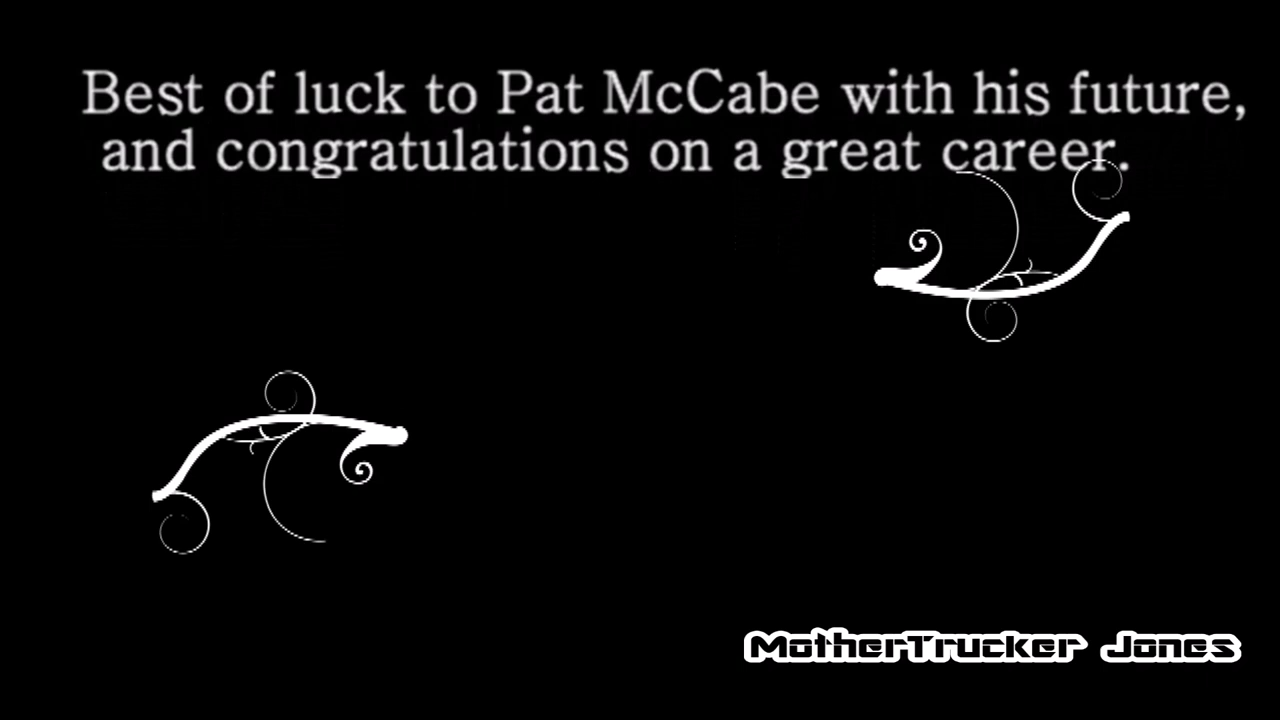 Best of luck to Pat McCabe with his future,
and congratulations on a great career.
MotherTrucker Jones